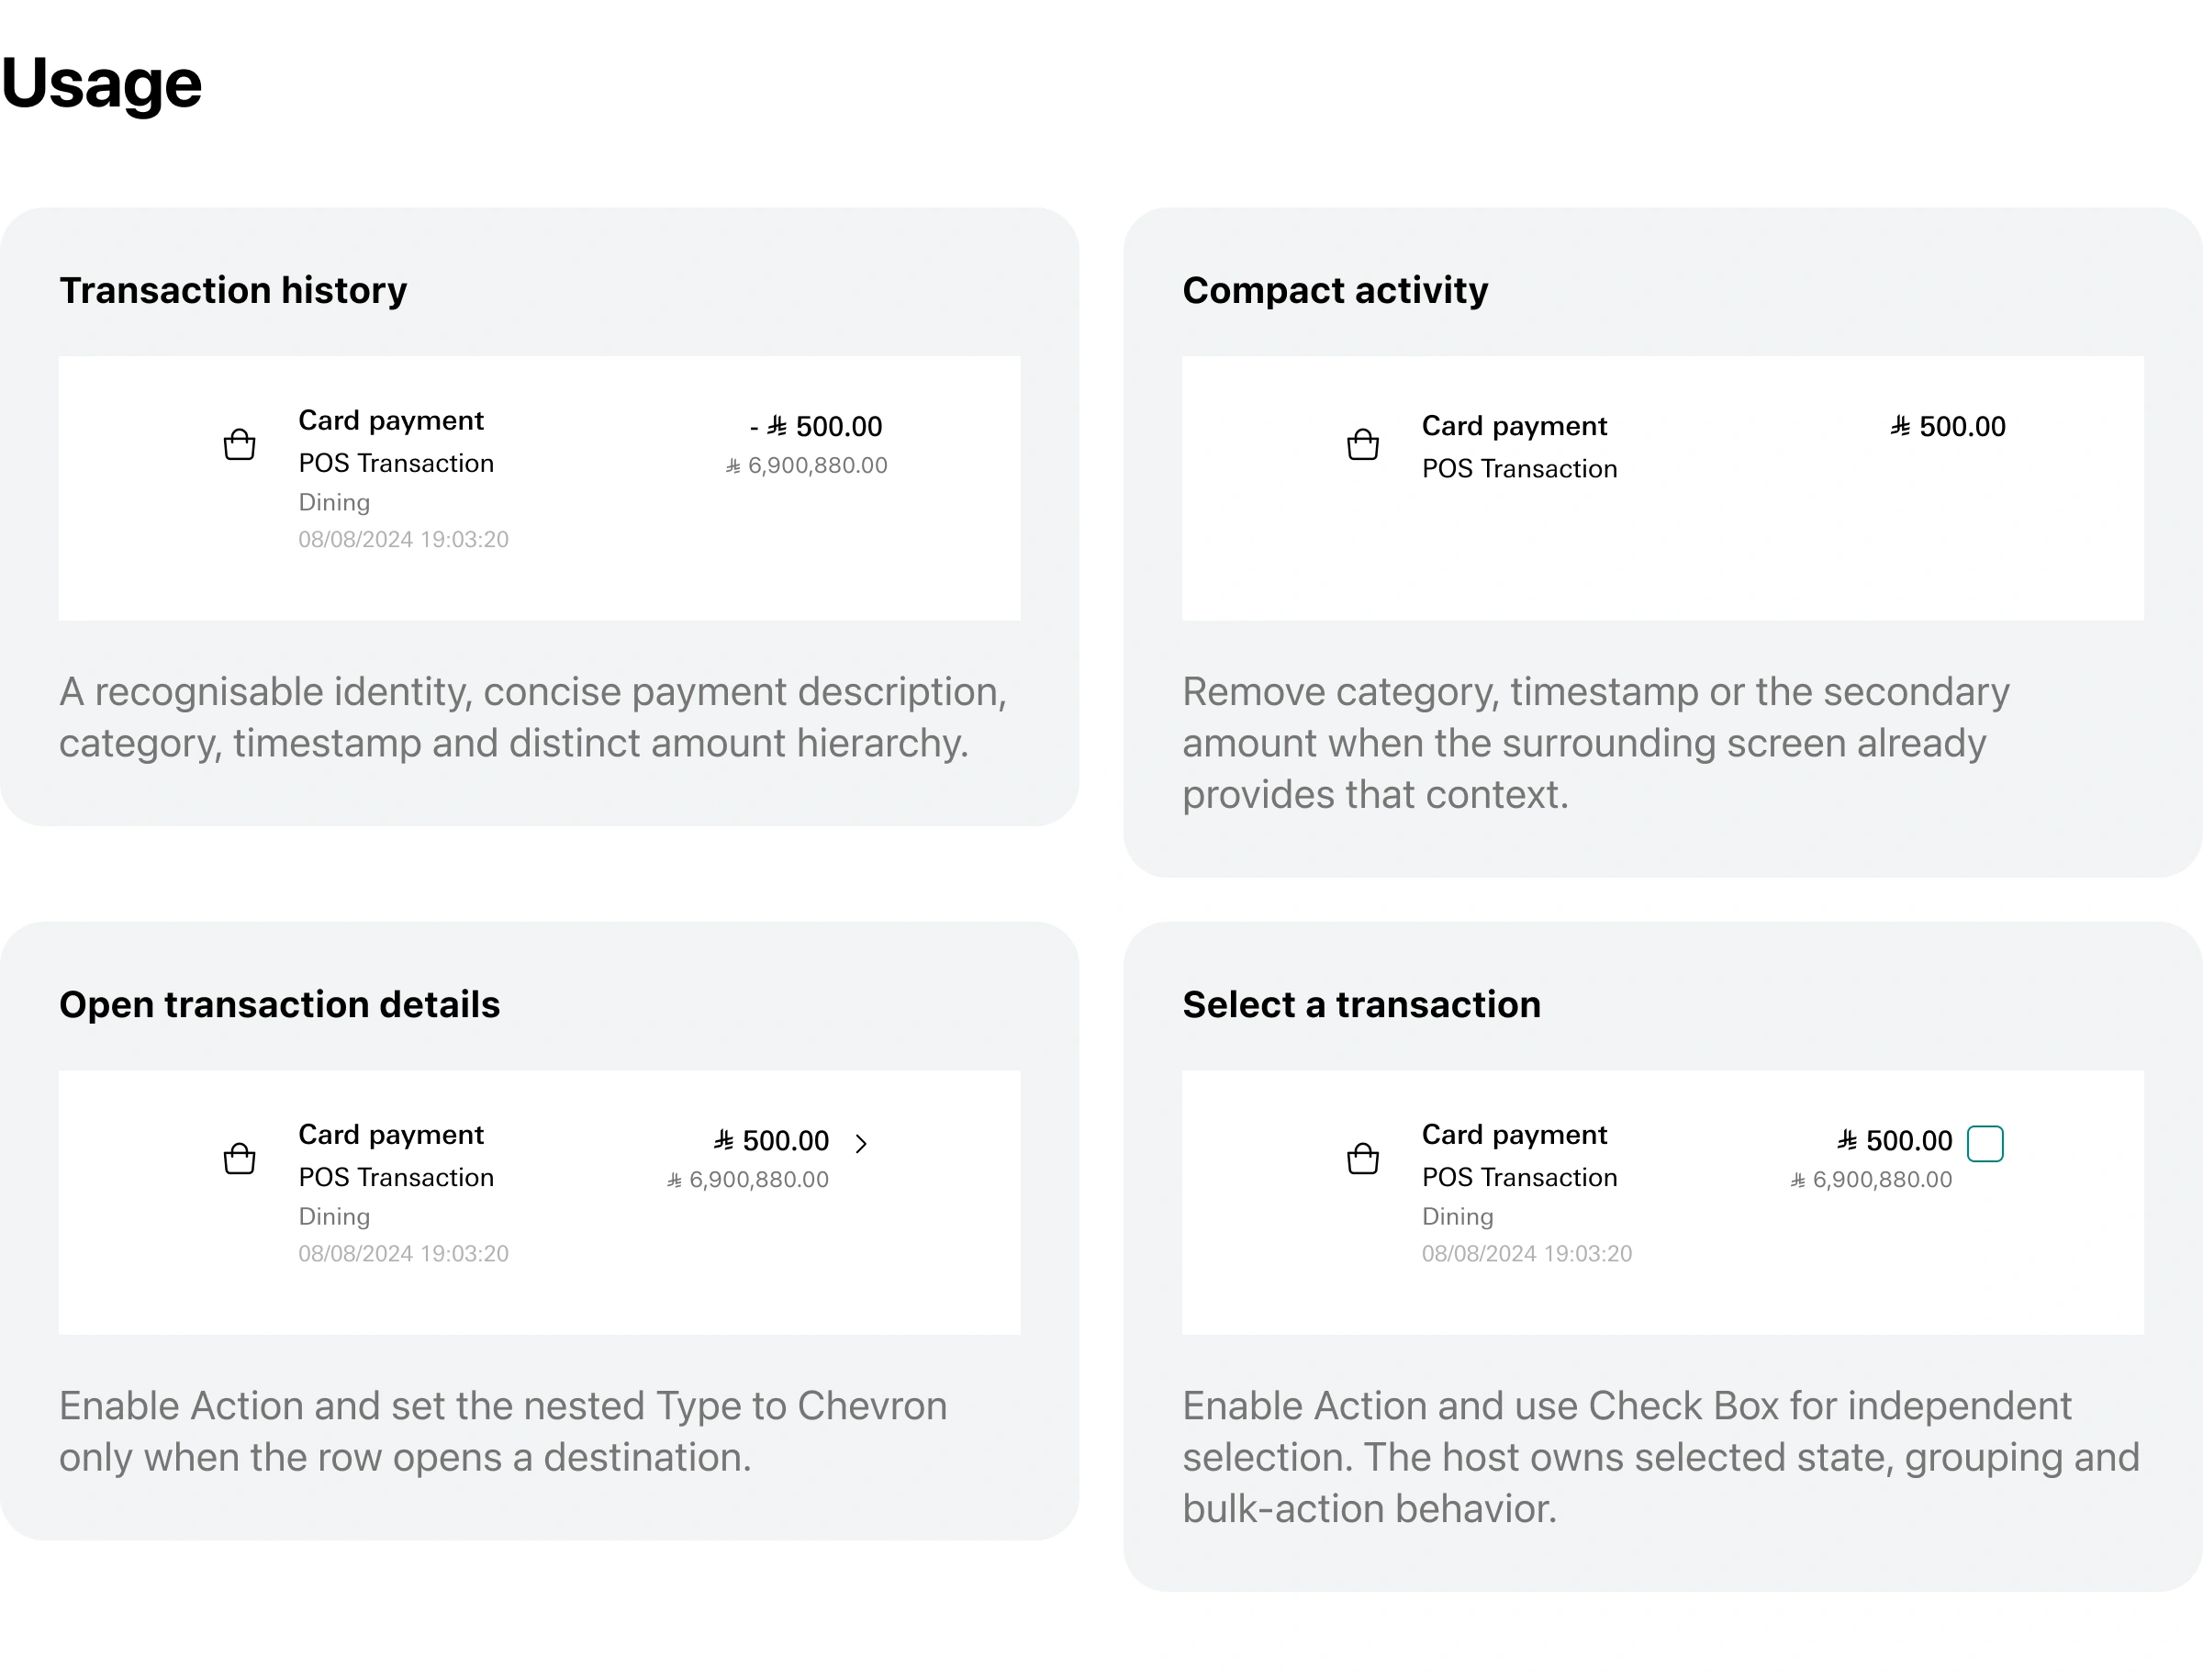 Usage
Transaction history
Card payment
- ⃁ 500.00
POS Transaction
⃁ 6,900,880.00
Dining
08/08/2024 19:03:20
A recognisable identity, concise payment description,
category, timestamp and distinct amount hierarchy.
Compact activity
Card payment
⃁ 500.00
POS Transaction
Remove category, timestamp or the secondary
amount when the surrounding screen already
provides that context.
Open transaction details
Card payment
⃁ 500.00
POS Transaction
⃁ 6,900,880.00
Dining
08/08/2024 19:03:20
Enable Action and set the nested Type to Chevron
only when the row opens a destination.
Select a transaction
Card payment
⃁ 500.00
POS Transaction
⃁ 6,900,880.00
Dining
08/08/2024 19:03:20
Enable Action and use Check Box for independent
selection. The host owns selected state, grouping and
bulk-action behavior.